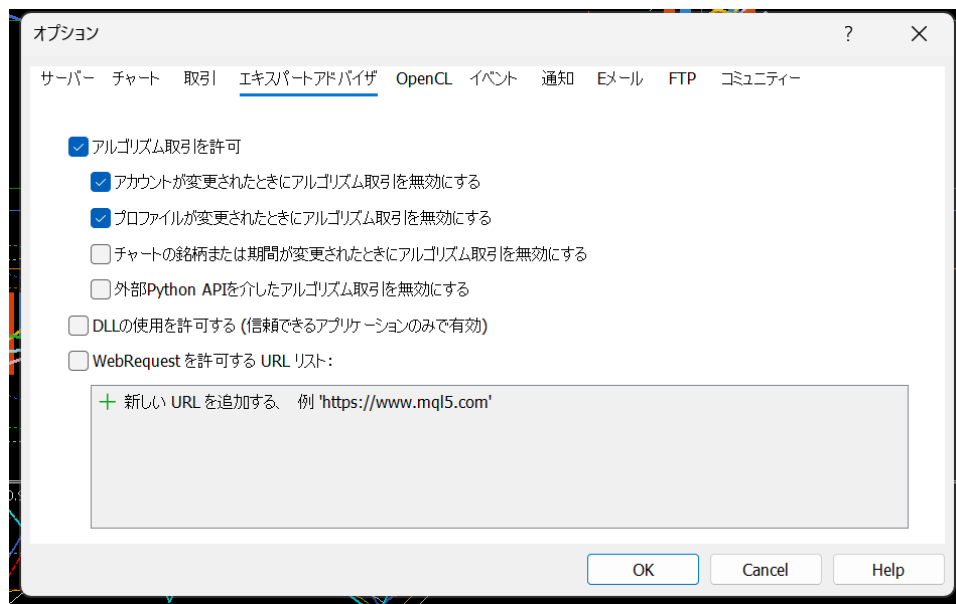 オプション
?
サーバー チャート 取引 エキスパートアドバイザ OpenCL イベント 通知 Eメール FTP コミュニティー
アルゴリズム取引を許可
アカウントが変更されたときにアルゴリズム取引を無効にする
プロファイルが変更されたときにアルゴリズム取引を無効にする
チャートの銘柄または期間が変更されたときにアルゴリズム取引を無効にする
外部Python APIを介したアルゴリズム取引を無効にする
DLLの使用を許可する (信頼できるアプリケーションのみで有効)
WebRequest を許可する URL リスト:
新しい URL を追加する、 例 'https://www.mql5.com'
OK Cancel Help